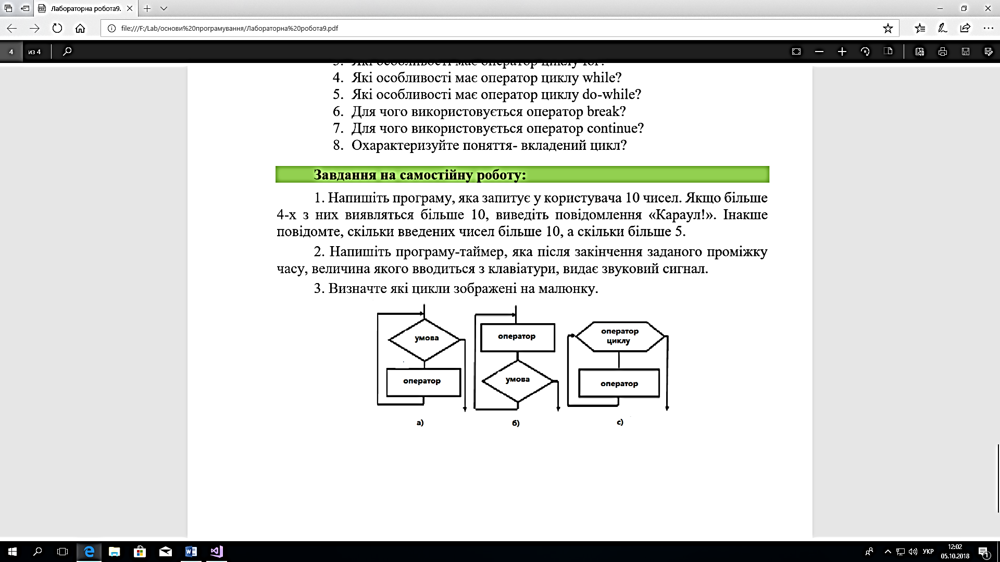 Лабораторна робота9.
file:///F:/Lab/основи%20програмування/Лабораторна%20робота9.pdf
4 из 4
3. Які особливості має оператор циклу for?
4. Які особливості має оператор циклу while?
5. Які особливості має оператор циклу do-while?
6. Для чого використовується оператор break?
7. Для чого використовується оператор continue?
8. Охарактеризуйте поняття- вкладений цикл?
Завдання на самостійну роботу:
1. Напишіть програму, яка запитує у користувача 10 чисел. Якщо більше
4-х з них виявляться більше 10, виведіть повідомлення «Караул!». Інакше
повідомте, скільки введених чисел більше 10, а скільки більше 5.
2. Напишіть програму-таймер, яка після закінчення заданого проміжку
часу, величина якого вводиться з клавіатури, видає звуковий сигнал.
3. Визначте які цикли зображені на малюнку.
умова
оператор
а)
оператор
умова
б)
оператор
циклу
оператор
с)
УКР
12:02
05.10.2018
1